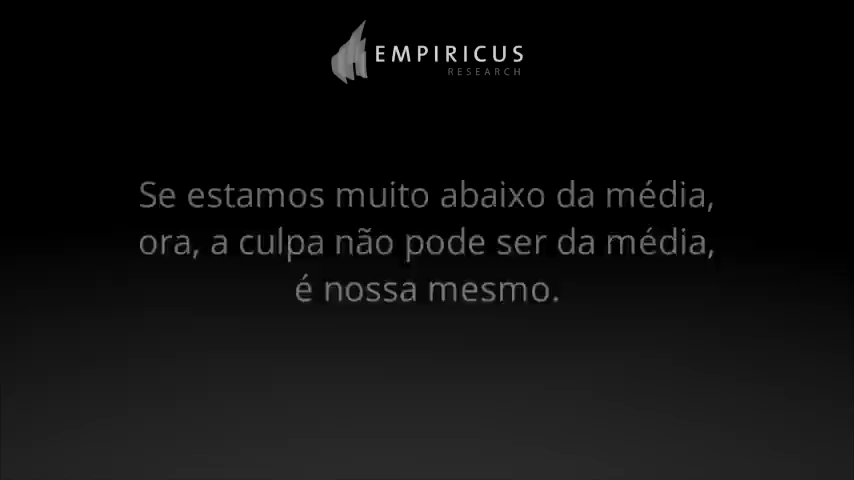 EMPIRICUS
RESEARCH
Se estamos muito abaixo da média,
ora, a culpa não pode ser da média,
é nossa mesmo.